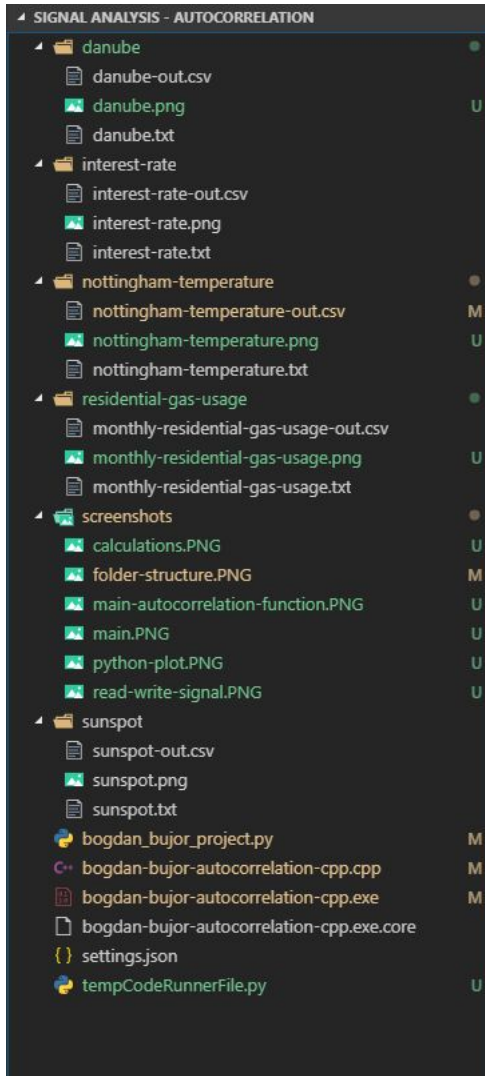 SIGNAL ANALYSIS - AUTOCORRELATION
danube
danube-out.csv
danube.png U
danube.txt
interest-rate
interest-rate-out.csv
interest-rate.png
interest-rate.txt
nottingham-temperature
nottingham-temperature-out.csv M
nottingham-temperature.png U
nottingham-temperature.txt
residential-gas-usage
monthly-residential-gas-usage-out.csv
monthly-residential-gas-usage.png U
monthly-residential-gas-usage.txt
screenshots
calculations.PNG U
folder-structure.PNG M
main-autocorrelation-function.PNG U
main.PNG U
python-plot.PNG U
read-write-signal.PNG U
sunspot
sunspot-out.csv
sunspot.png
sunspot.txt
bogdan_bujor_project.py M
C++ bogdan-bujor-autocorrelation-cpp.cpp M
bogdan-bujor-autocorrelation-cpp.exe M
bogdan-bujor-autocorrelation-cpp.exe.core
{ } settings.json
tempCodeRunnerFile.py U